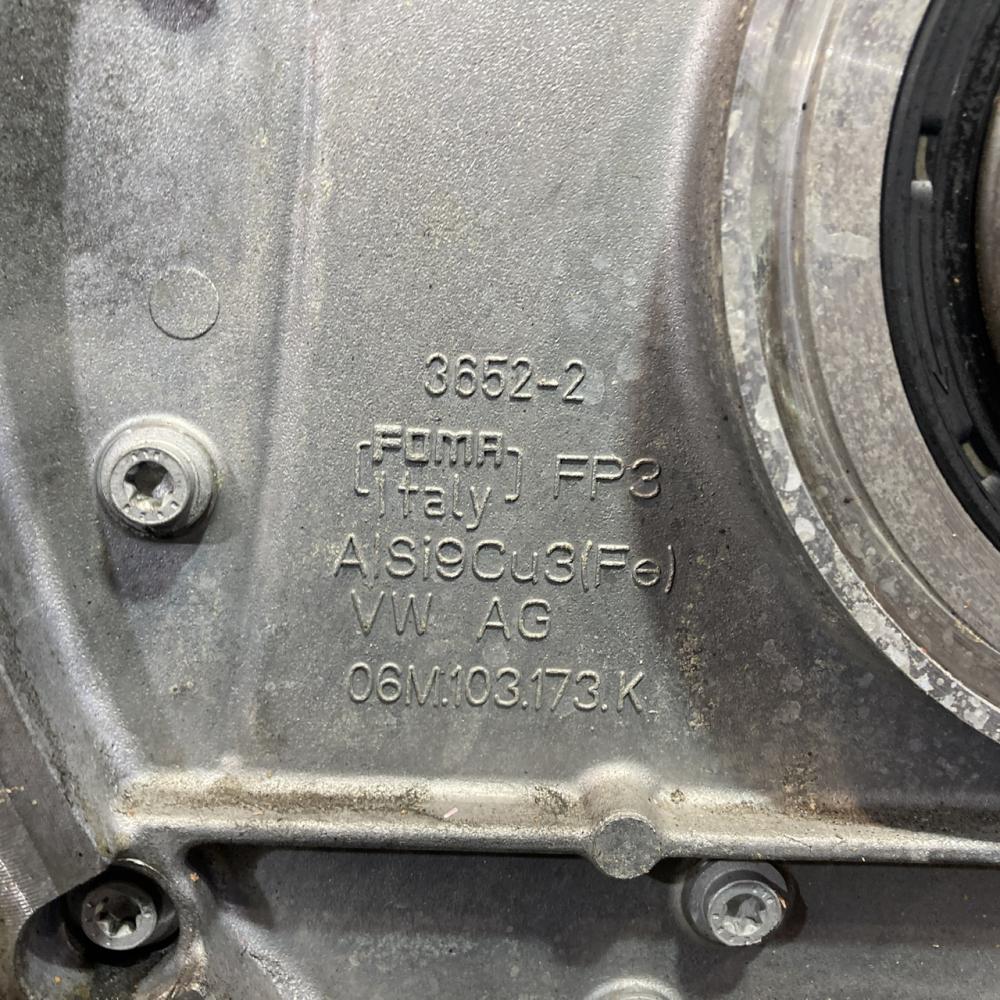 3652-2
FOMA FP3
Italy
AlSi9Cu3(Fe)
VW AG
06M.103.173.K